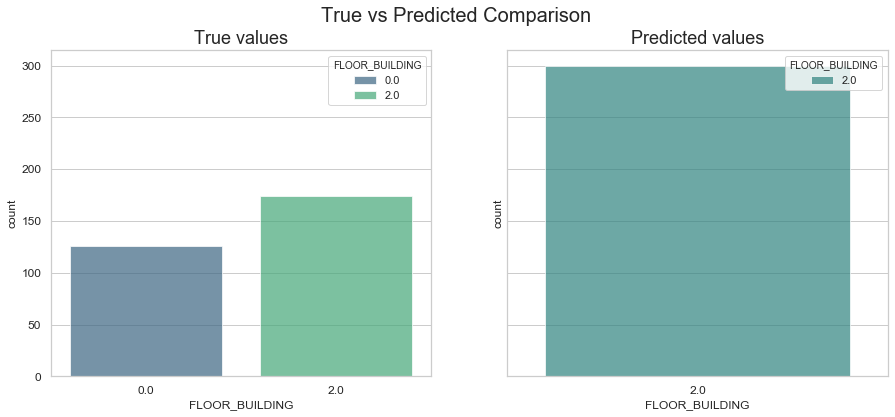 True vs Predicted Comparison
True values
FLOOR_BUILDING
0.0
2.0
300
250
200
150
100
50
0
count
0.0
2.0
FLOOR_BUILDING
Predicted values
FLOOR_BUILDING
2.0
count
2.0
FLOOR_BUILDING